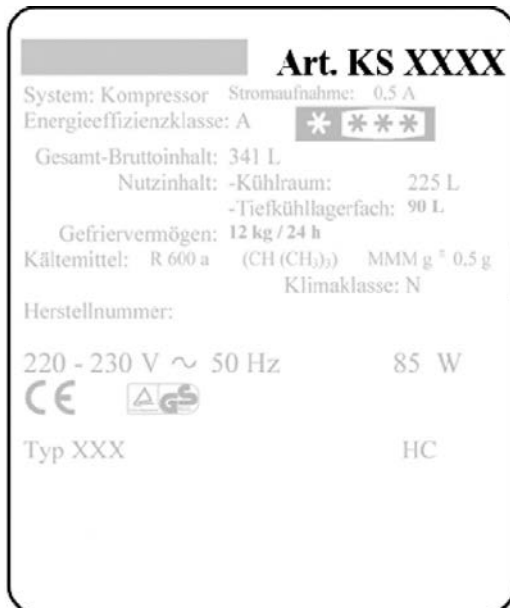 Art. KS XXXX
System: Kompressor Stromaufnahme: 0,5 A
Energieeffizienzklasse: A
Gesamt-Bruttoinhalt: 341 L
Nutzinhalt: -Kühlraum: 225 L
-Tiefkühllagerfach: 90 L
Gefriervermögen: 12 kg / 24 h
Kältemittel: R 600 a (CH (CH₃)₃) MMM g ± 0.5 g
Klimaklasse: N
Herstellnummer:
220 - 230 V ~ 50 Hz 85 W
CE GS
Typ XXX HC